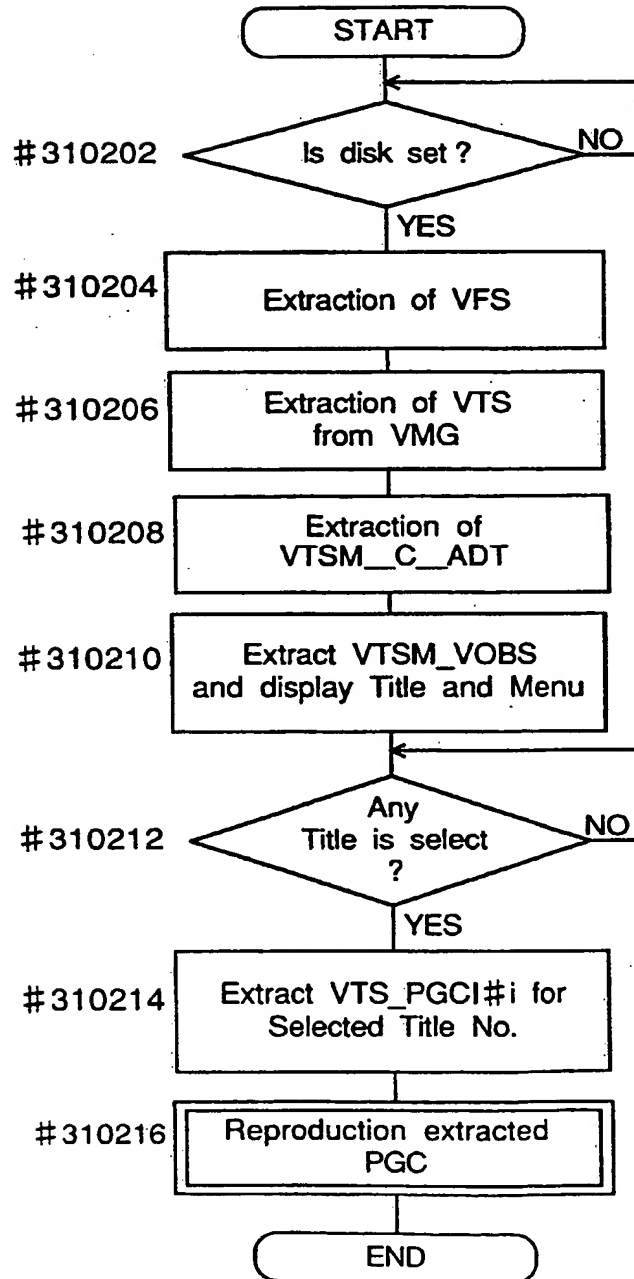 START
#310202
Is disk set ?
NO
YES
#310204
Extraction of VFS
#310206
Extraction of VTS
from VMG
#310208
Extraction of
VTSM__C__ADT
#310210
Extract VTSM_VOBS
and display Title and Menu
#310212
Any
Title is select
?
NO
YES
#310214
Extract VTS_PGCI#i for
Selected Title No.
#310216
Reproduction extracted
PGC
END